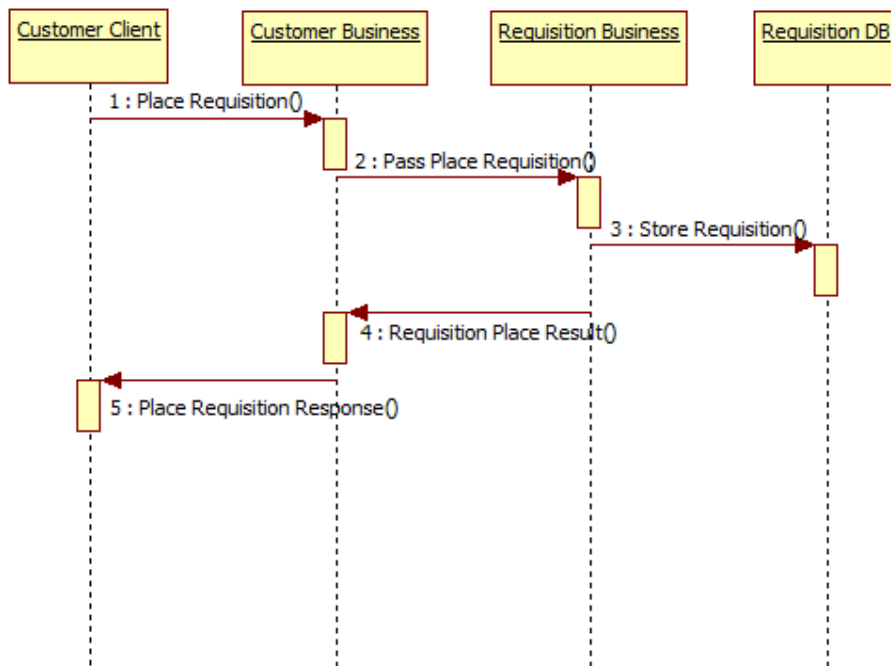 Customer Client
Customer Business
Requisition Business
Requisition DB
1 : Place Requisition()
2 : Pass Place Requisition()
3 : Store Requisition()
4 : Requisition Place Result()
5 : Place Requisition Response()